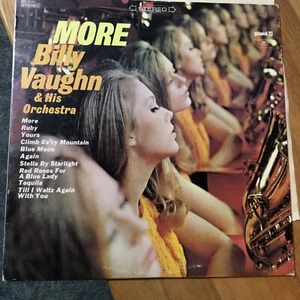 STEREO
MORE
Billy
Vaughn
& His
Orchestra
More
Ruby
Yours
Climb Ev'ry Mountain
Blue Moon
Again
Stella By Starlight
Red Roses For
A Blue Lady
Tequila
Till I Waltz Again
With You